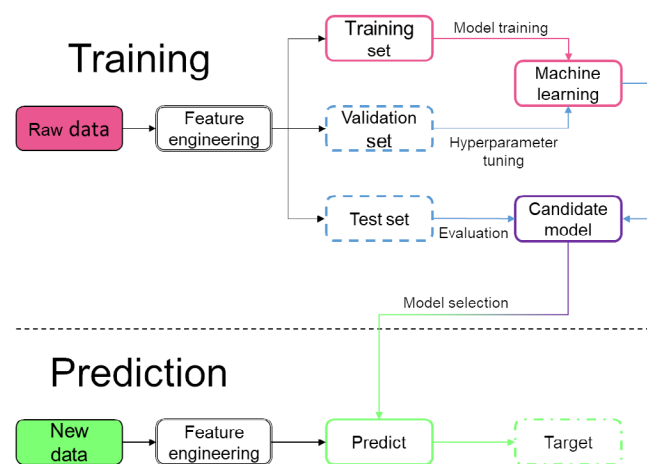 Training
Training
set
Model training
Machine
learning
Raw data
Feature
engineering
Validation
set
Hyperparameter
tuning
Test set
Evaluation
Candidate
model
Model selection
Prediction
New
data
Feature
engineering
Predict
Target